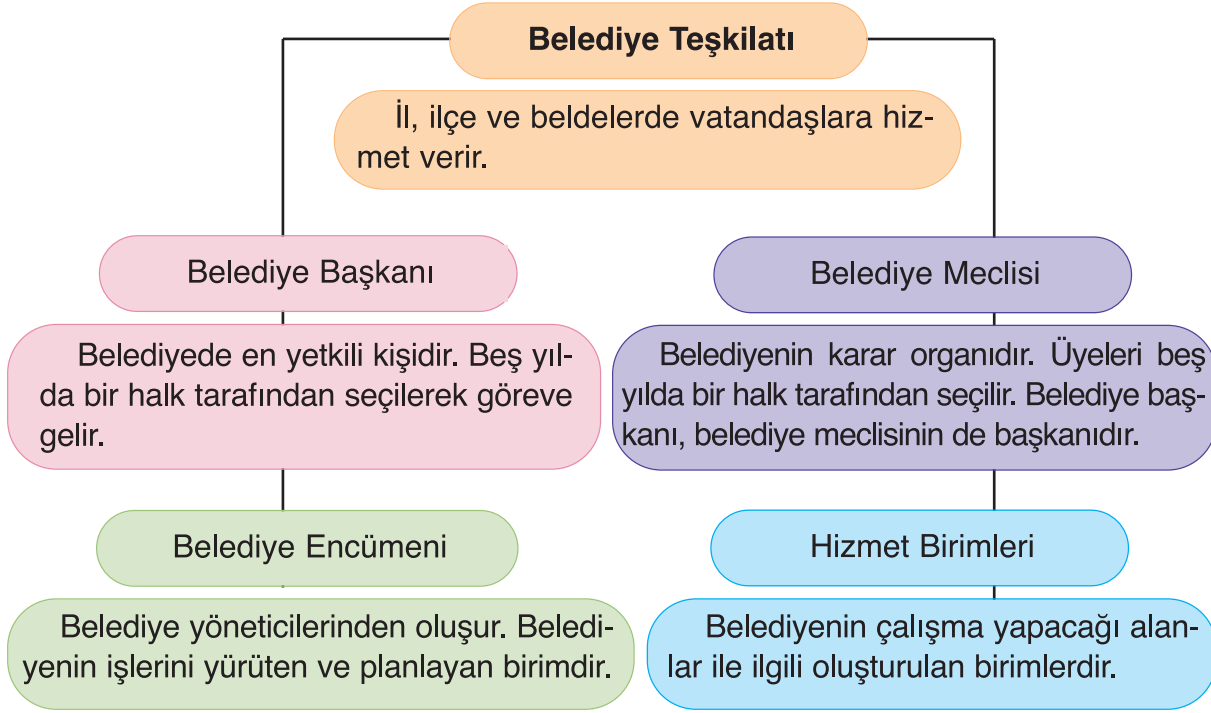 Belediye Teşkilatı
İl, ilçe ve beldelerde vatandaşlara hiz-
met verir.
Belediye Başkanı
Belediyede en yetkili kişidir. Beş yıl-
da bir halk tarafından seçilerek göreve
gelir.
Belediye Meclisi
Belediyenin karar organıdır. Üyeleri beş
yılda bir halk tarafından seçilir. Belediye baş-
kanı, belediye meclisinin de başkanıdır.
Belediye Encümeni
Belediye yöneticilerinden oluşur. Beledi-
yenin işlerini yürüten ve planlayan birimdir.
Hizmet Birimleri
Belediyenin çalışma yapacağı alan-
lar ile ilgili oluşturulan birimlerdir.